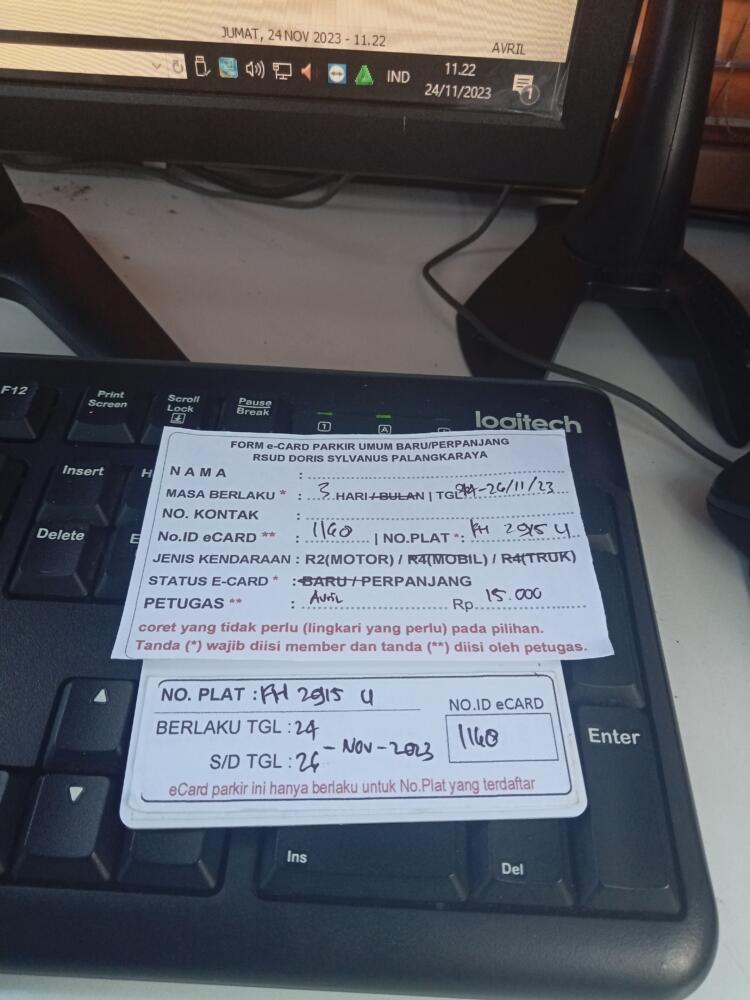 JUMAT, 24 NOV 2023 - 11.22
AVRIL
IND
11.22
24/11/2023
1
F12
Print Screen
Scroll Lock
Pause Break
1
A
logitech
Insert
H
Delete
E
FORM e-CARD PARKIR UMUM BARU/PERPANJANG
RSUD DORIS SYLVANUS PALANGKARAYA
N A M A :
MASA BERLAKU * : 3 HARI / BULAN | TGL 24-26/11/23
NO. KONTAK :
No.ID eCARD ** : 1160 | NO.PLAT *: KH 2915 U
JENIS KENDARAAN : R2(MOTOR) / R4(MOBIL) / R4(TRUK)
STATUS E-CARD * : BARU / PERPANJANG
PETUGAS ** : Avril Rp. 15.000
coret yang tidak perlu (lingkari yang perlu) pada pilihan.
Tanda (*) wajib diisi member dan tanda (**) diisi oleh petugas.
NO. PLAT : KH 2915 U
NO.ID eCARD
BERLAKU TGL : 24
1160
S/D TGL : 26 - NOV - 2023
eCard parkir ini hanya berlaku untuk No.Plat yang terdaftar
Enter
Ins
Del